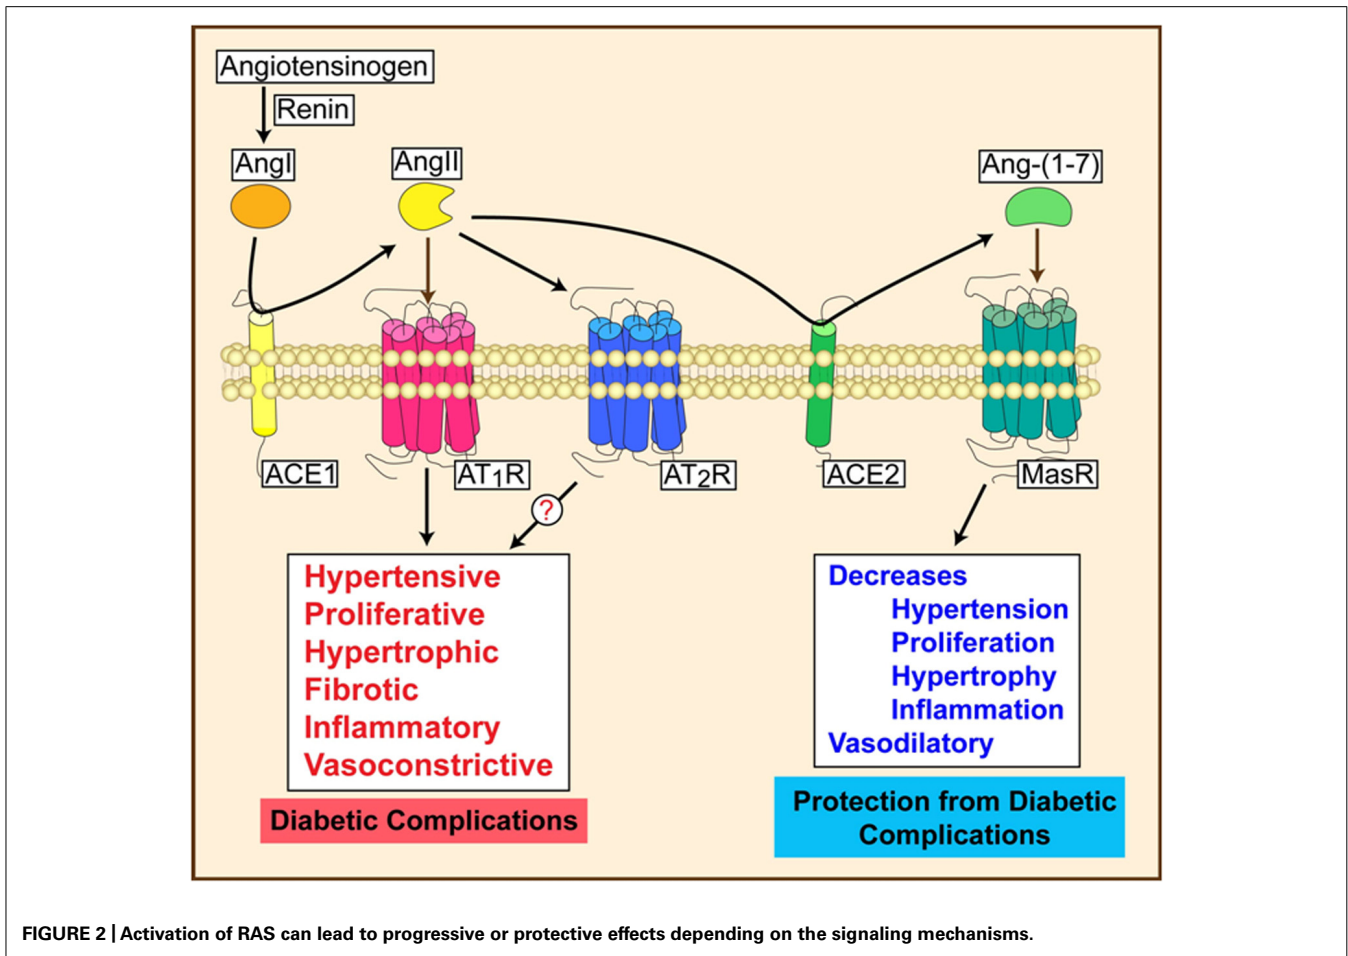 Angiotensinogen
Renin
AngI
AngII
Ang-(1-7)
ACE1
AT1R
AT2R
ACE2
MasR
?
Hypertensive
Proliferative
Hypertrophic
Fibrotic
Inflammatory
Vasoconstrictive
Diabetic Complications
Decreases
Hypertension
Proliferation
Hypertrophy
Inflammation
Vasodilatory
Protection from Diabetic
Complications
FIGURE 2 | Activation of RAS can lead to progressive or protective effects depending on the signaling mechanisms.